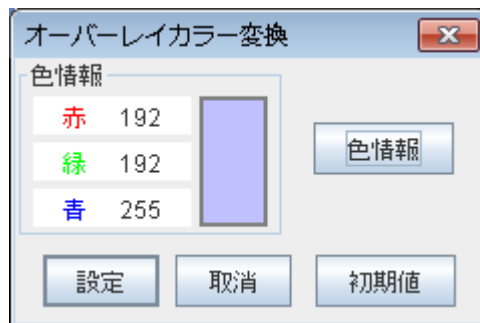 オーバーレイカラー変換
色情報
赤 192
緑 192
青 255
色情報
設定 取消 初期値